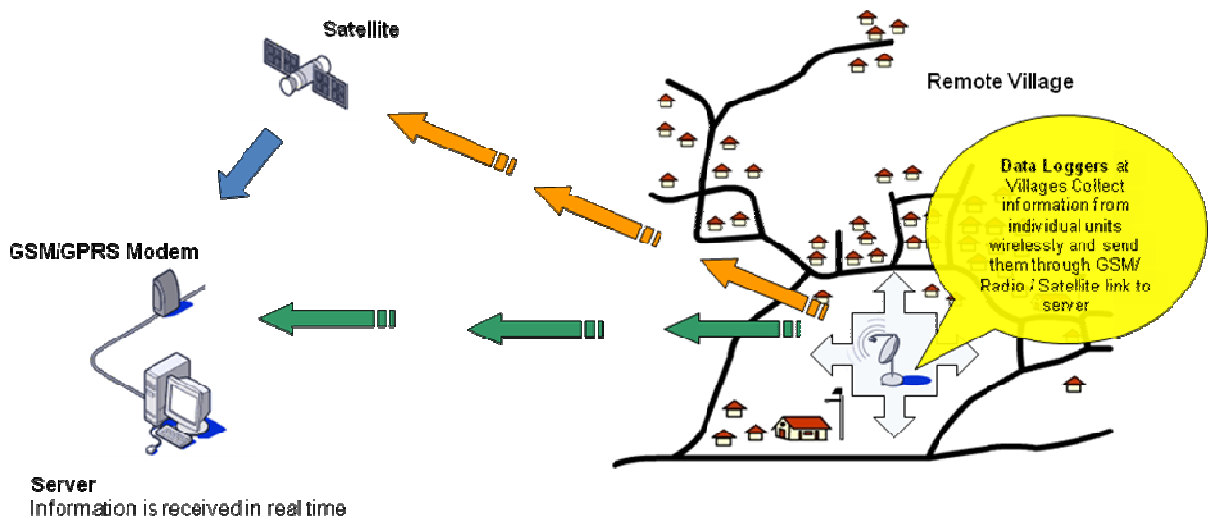 Satellite
Remote Village
Data Loggers at
Villages Collect
information from
individual units
wirelessly and send
them through GSM/
Radio / Satellite link to
server
GSM/GPRS Modem
Server
Information is received in real time